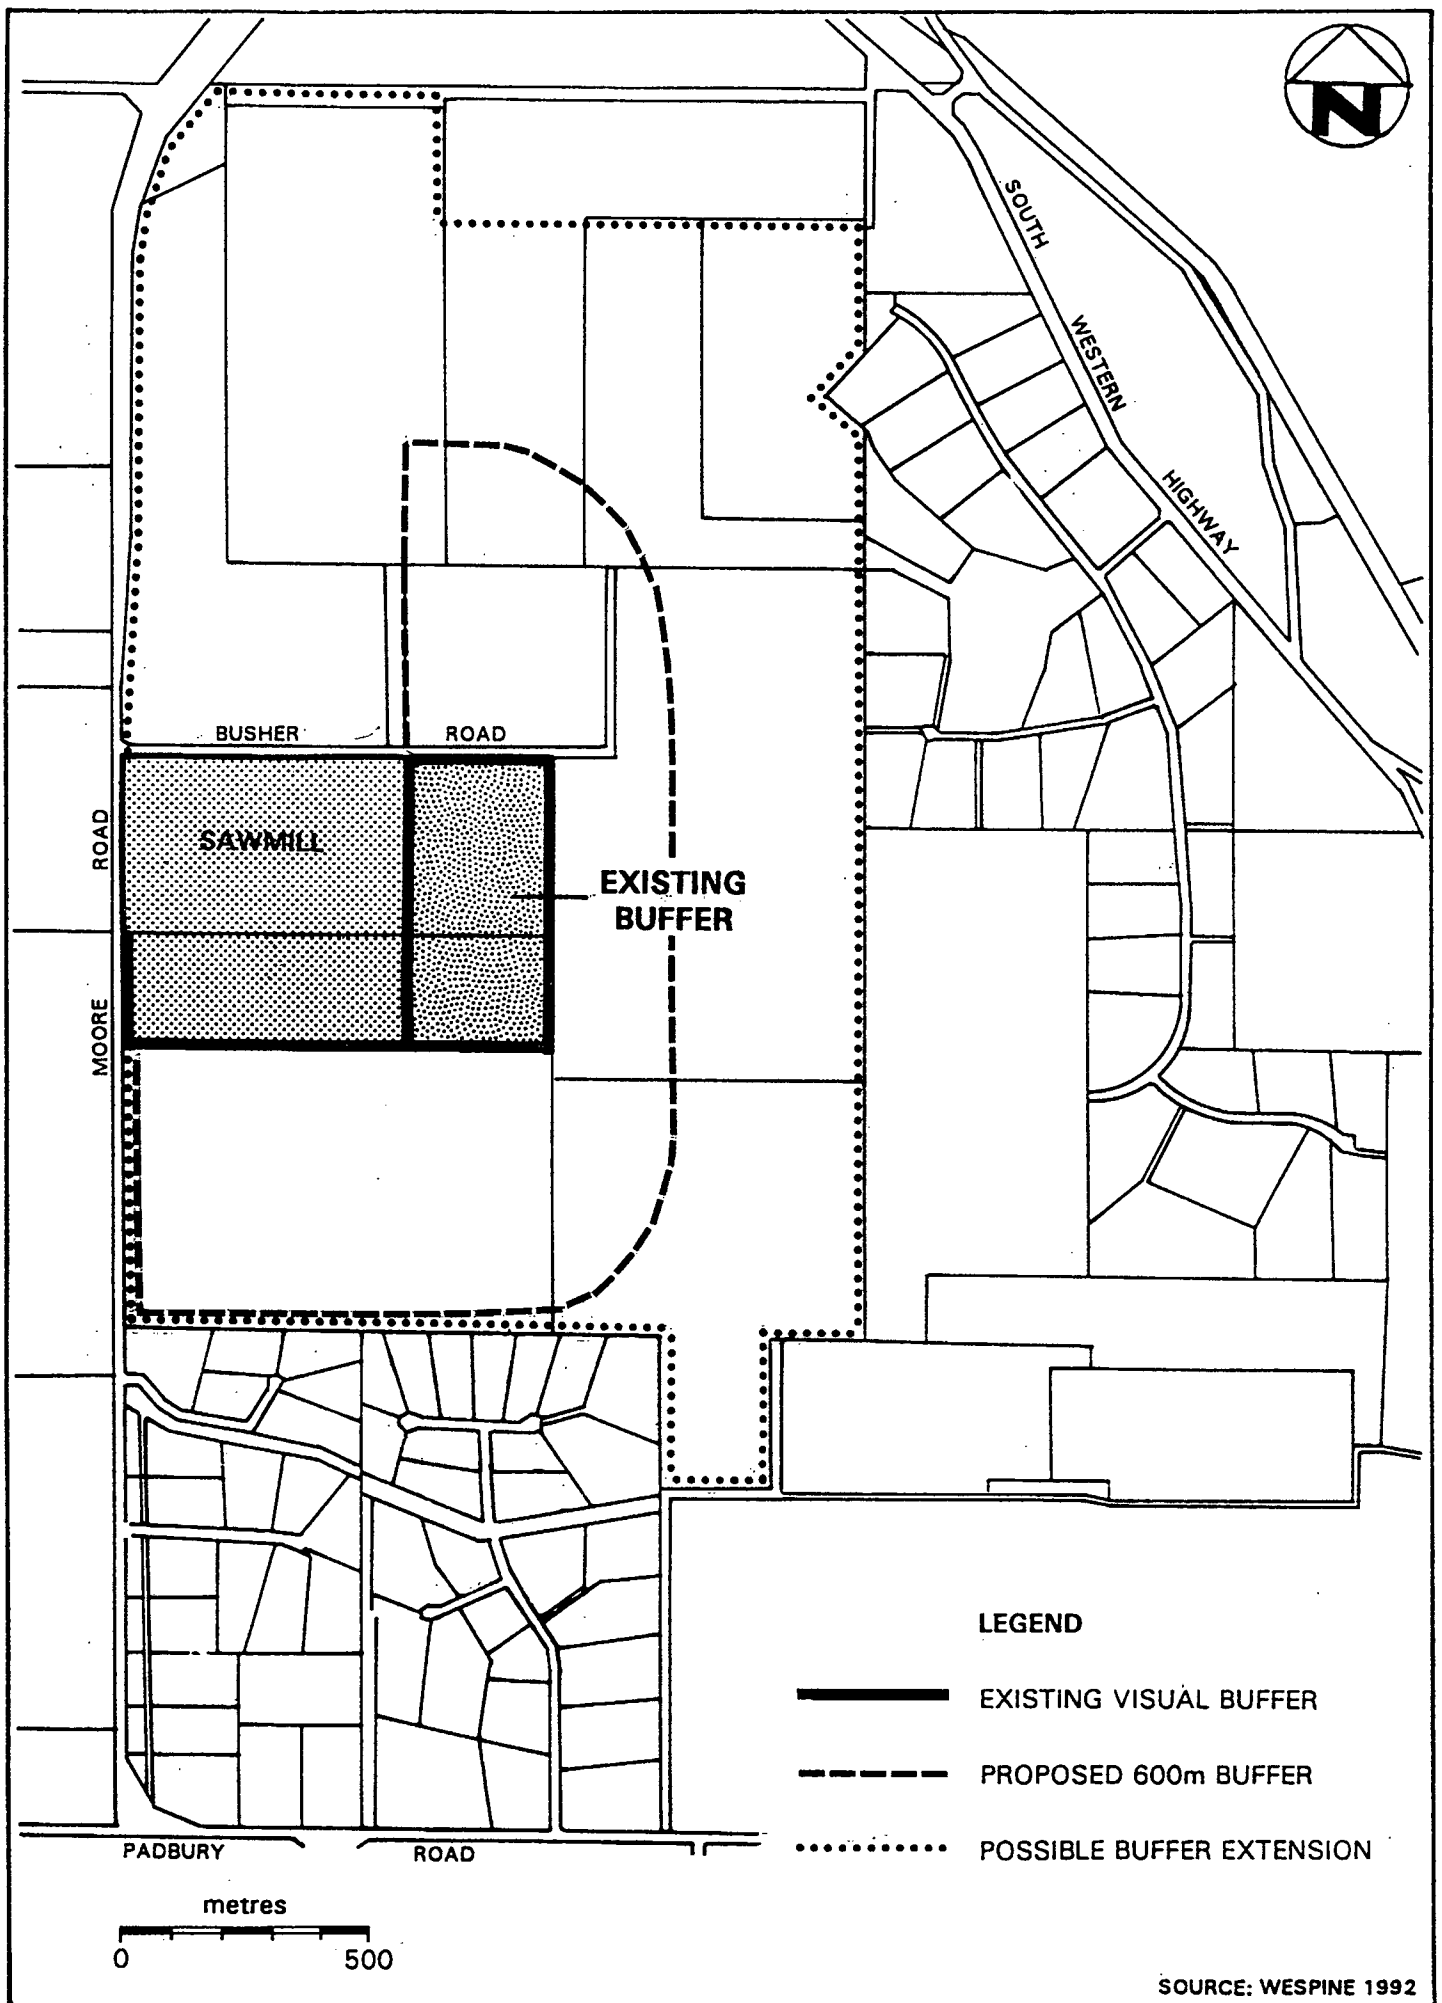 N
SOUTH
WESTERN
HIGHWAY
BUSHER ROAD
SAWMILL
EXISTING
BUFFER
MOORE ROAD
LEGEND
EXISTING VISUAL BUFFER
PROPOSED 600m BUFFER
POSSIBLE BUFFER EXTENSION
PADBURY ROAD
metres
0 500
SOURCE: WESPINE 1992